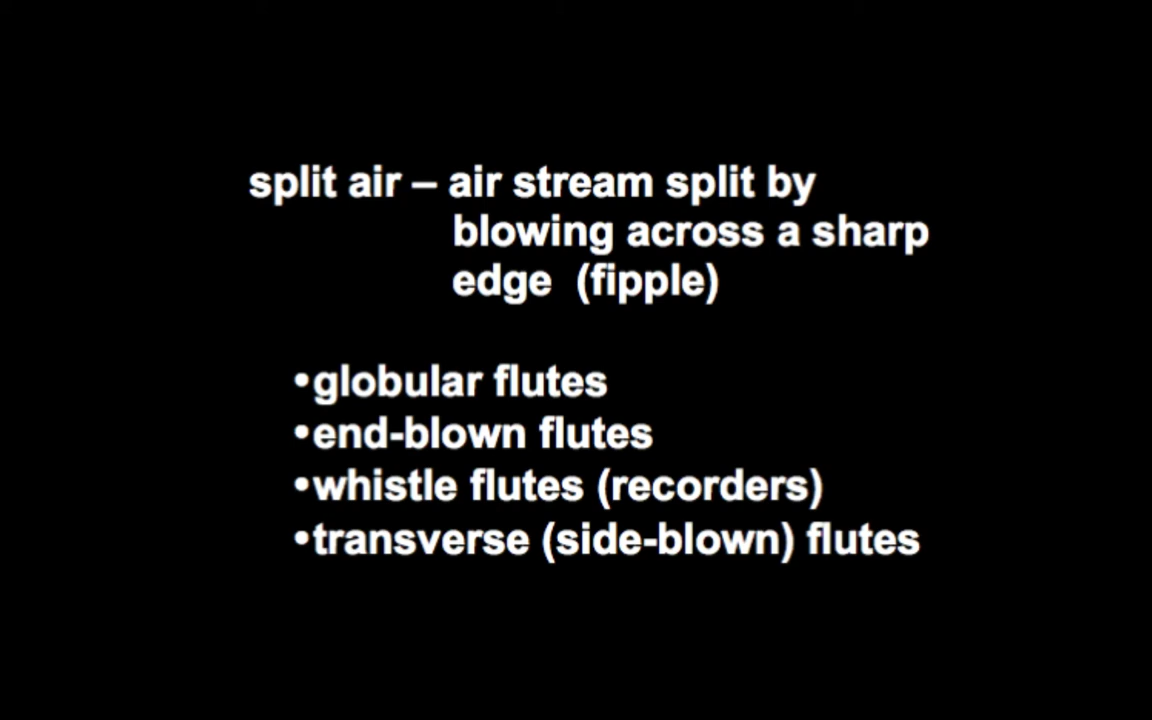 split air – air stream split by
blowing across a sharp
edge (fipple)
•globular flutes
•end-blown flutes
•whistle flutes (recorders)
•transverse (side-blown) flutes